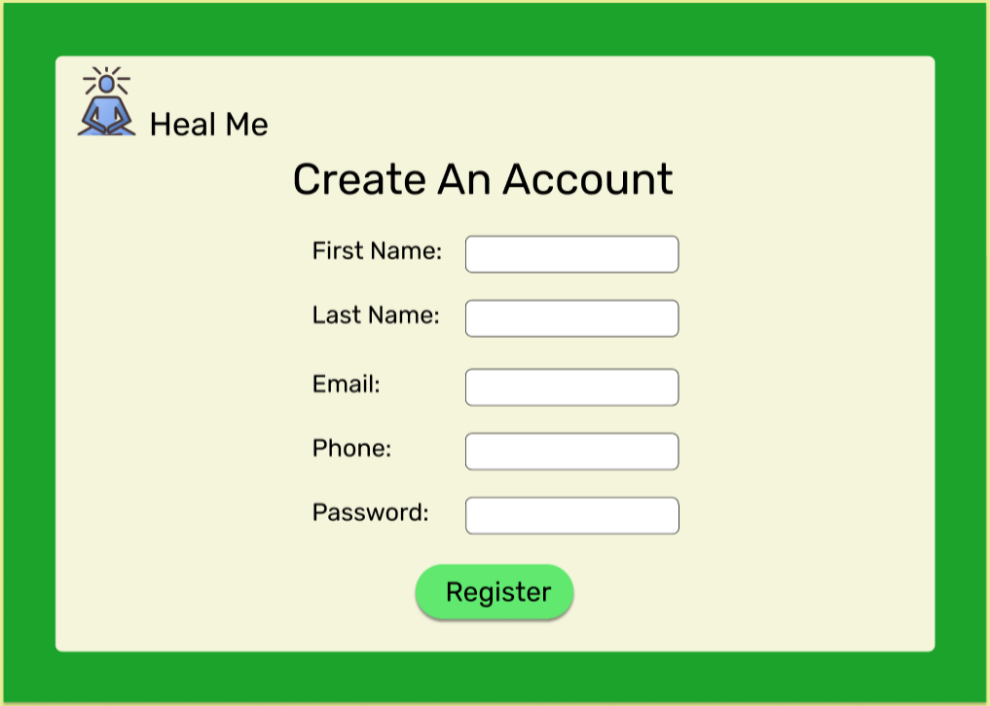 Heal Me
Create An Account
First Name:
Last Name:
Email:
Phone:
Password:
Register